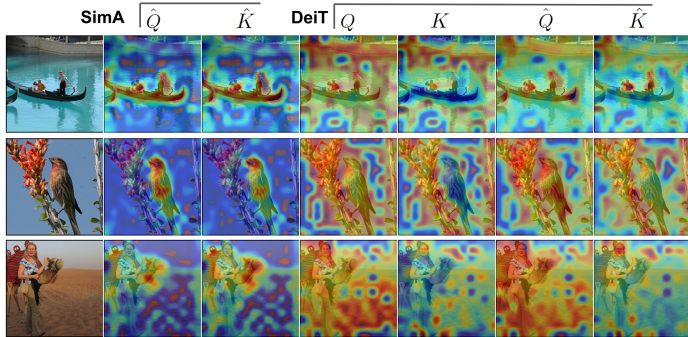 SimA Q̂ K̂ DeiT Q K Q̂ K̂